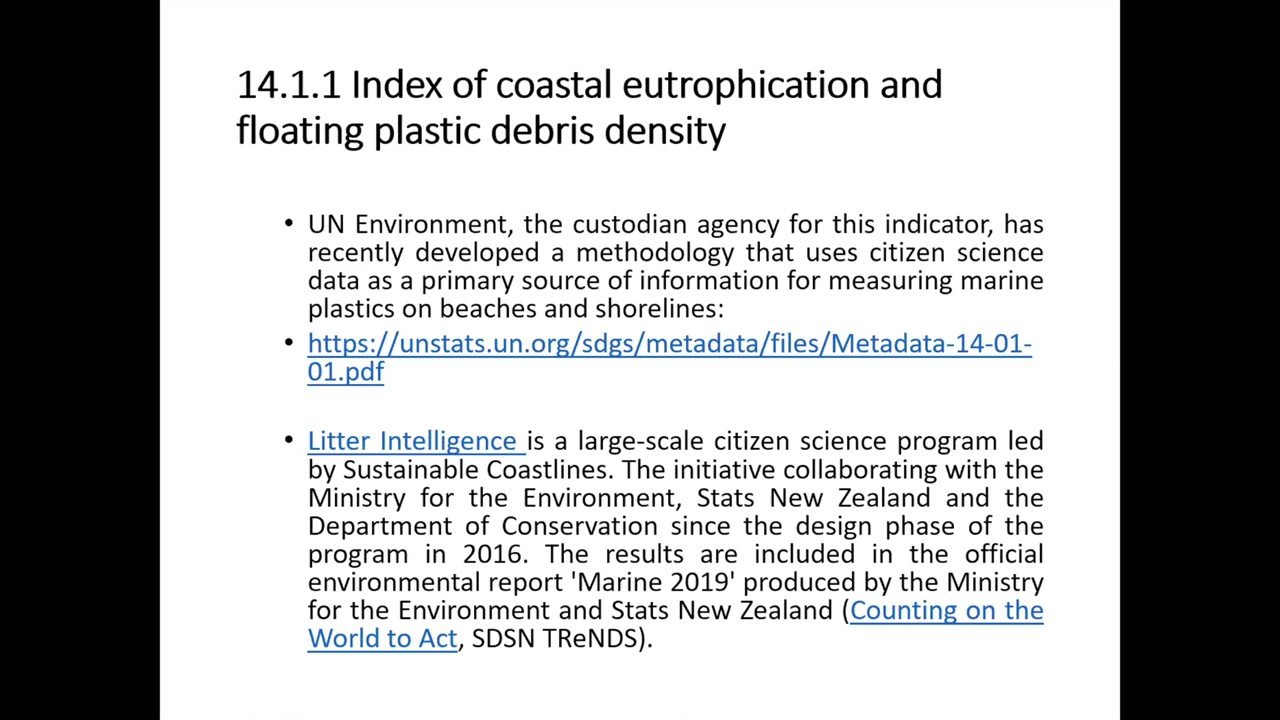 14.1.1 Index of coastal eutrophication and
floating plastic debris density
• UN Environment, the custodian agency for this indicator, has
recently developed a methodology that uses citizen science
data as a primary source of information for measuring marine
plastics on beaches and shorelines:
• https://unstats.un.org/sdgs/metadata/files/Metadata-14-01-
01.pdf
• Litter Intelligence is a large-scale citizen science program led
by Sustainable Coastlines. The initiative collaborating with the
Ministry for the Environment, Stats New Zealand and the
Department of Conservation since the design phase of the
program in 2016. The results are included in the official
environmental report 'Marine 2019' produced by the Ministry
for the Environment and Stats New Zealand (Counting on the
World to Act, SDSN TReNDS).